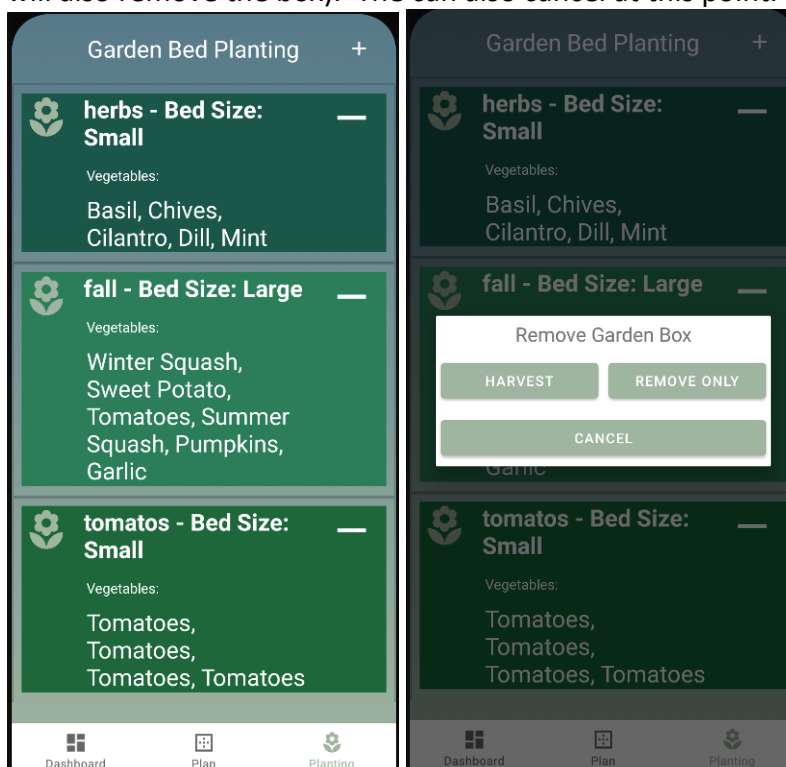 will also remove the box). The can also cancel at this point.
Garden Bed Planting +
herbs - Bed Size:
Small
Vegetables:
Basil, Chives,
Cilantro, Dill, Mint
fall - Bed Size: Large
Vegetables:
Winter Squash,
Sweet Potato,
Tomatoes, Summer
Squash, Pumpkins,
Garlic
tomatos - Bed Size:
Small
Vegetables:
Tomatoes,
Tomatoes,
Tomatoes, Tomatoes
Dashboard Plan Planting
Garden Bed Planting +
herbs - Bed Size:
Small
Vegetables:
Basil, Chives,
Cilantro, Dill, Mint
fall - Bed Size: Large
Remove Garden Box
HARVEST REMOVE ONLY
CANCEL
Garlic
tomatos - Bed Size:
Small
Vegetables:
Tomatoes,
Tomatoes,
Tomatoes, Tomatoes
Dashboard Plan Planting